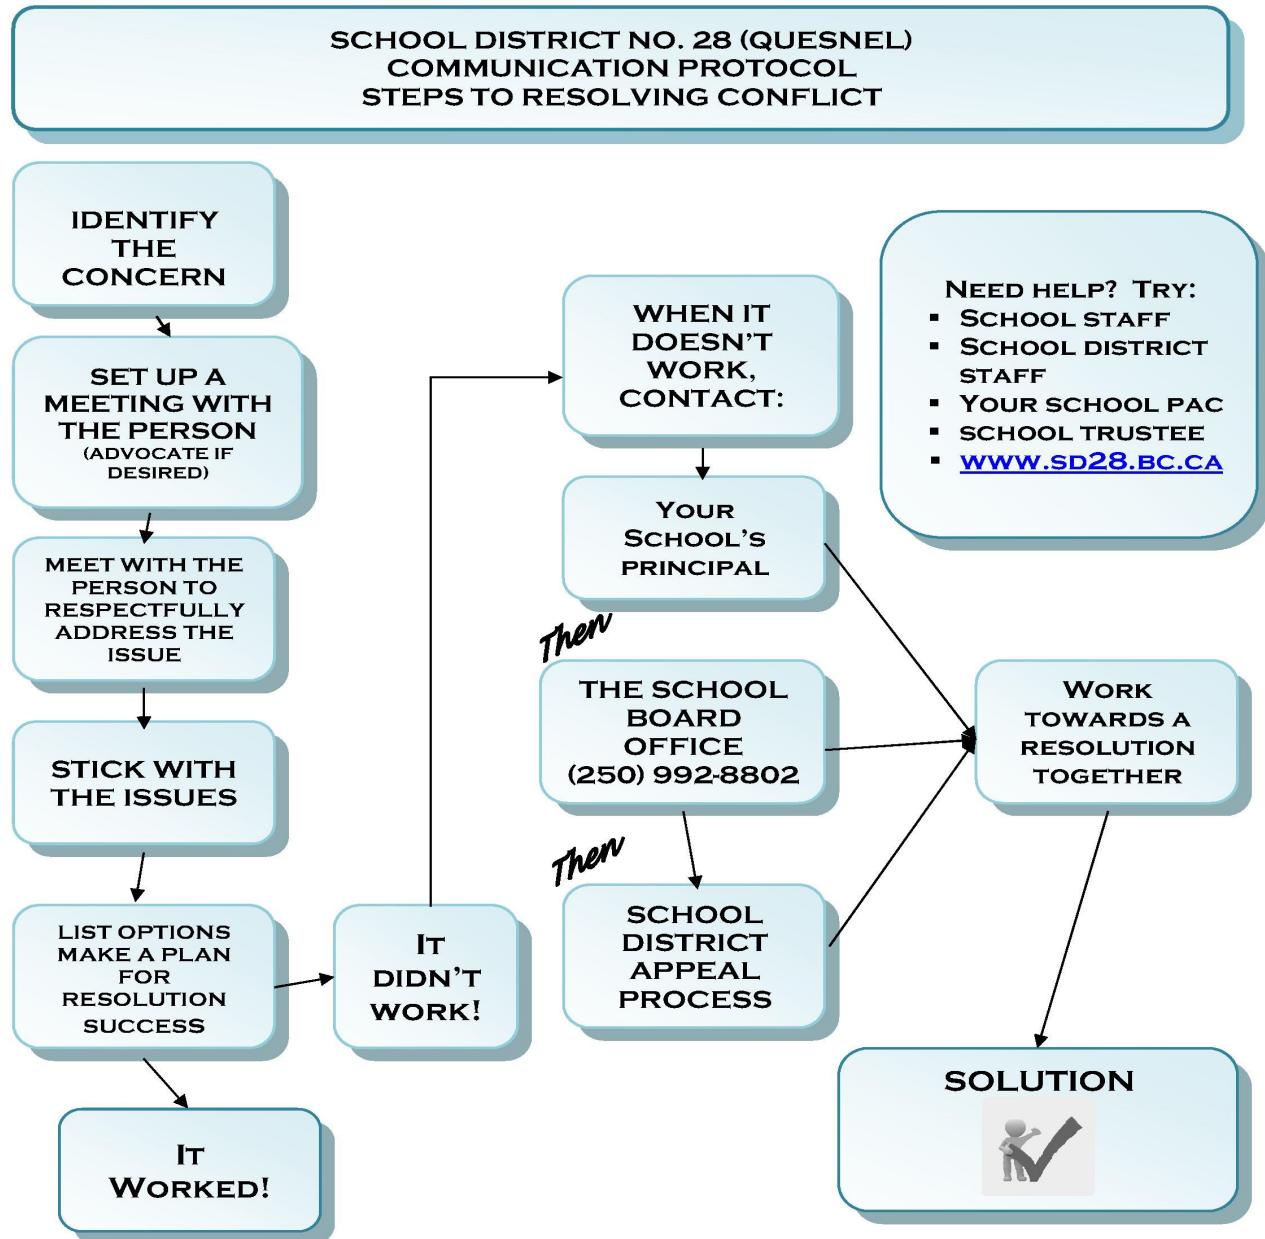 SCHOOL DISTRICT NO. 28 (QUESNEL)
COMMUNICATION PROTOCOL
STEPS TO RESOLVING CONFLICT
IDENTIFY
THE
CONCERN
SET UP A
MEETING WITH
THE PERSON
(ADVOCATE IF
DESIRED)
MEET WITH THE
PERSON TO
RESPECTFULLY
ADDRESS THE
ISSUE
STICK WITH
THE ISSUES
LIST OPTIONS
MAKE A PLAN
FOR
RESOLUTION
SUCCESS
IT
WORKED!
IT
DIDN'T
WORK!
WHEN IT
DOESN'T
WORK,
CONTACT:
YOUR
SCHOOL'S
PRINCIPAL
Then
THE SCHOOL
BOARD
OFFICE
(250) 992-8802
Then
SCHOOL
DISTRICT
APPEAL
PROCESS
NEED HELP? TRY:
▪ SCHOOL STAFF
▪ SCHOOL DISTRICT
STAFF
▪ YOUR SCHOOL PAC
▪ SCHOOL TRUSTEE
▪ WWW.SD28.BC.CA
WORK
TOWARDS A
RESOLUTION
TOGETHER
SOLUTION